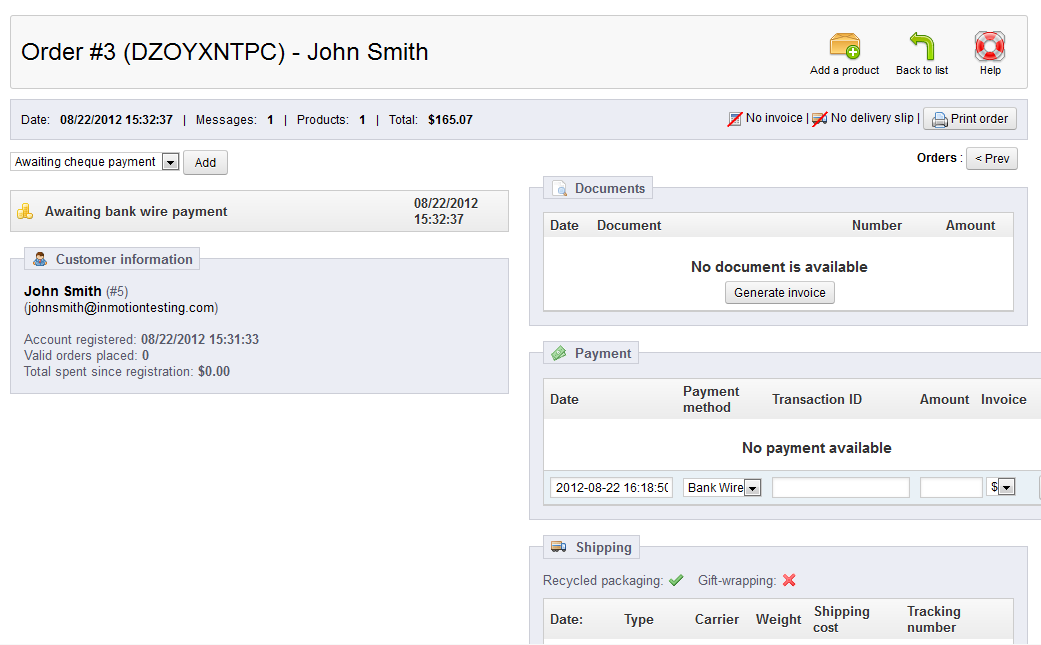 Order #3 (DZOYXNTPC) - John Smith
Add a product
Back to list
Help
Date: 08/22/2012 15:32:37 | Messages: 1 | Products: 1 | Total: $165.07
No invoice | No delivery slip | Print order
Awaiting cheque payment Add
Orders : < Prev
Awaiting bank wire payment
08/22/2012
15:32:37
Customer information
John Smith (#5)
(johnsmith@inmotiontesting.com)
Account registered: 08/22/2012 15:31:33
Valid orders placed: 0
Total spent since registration: $0.00
Documents
Date Document Number Amount
No document is available
Generate invoice
Payment
Date Payment method Transaction ID Amount Invoice
No payment available
2012-08-22 16:18:50 Bank Wire $
Shipping
Recycled packaging: Gift-wrapping:
Date: Type Carrier Weight Shipping cost Tracking number